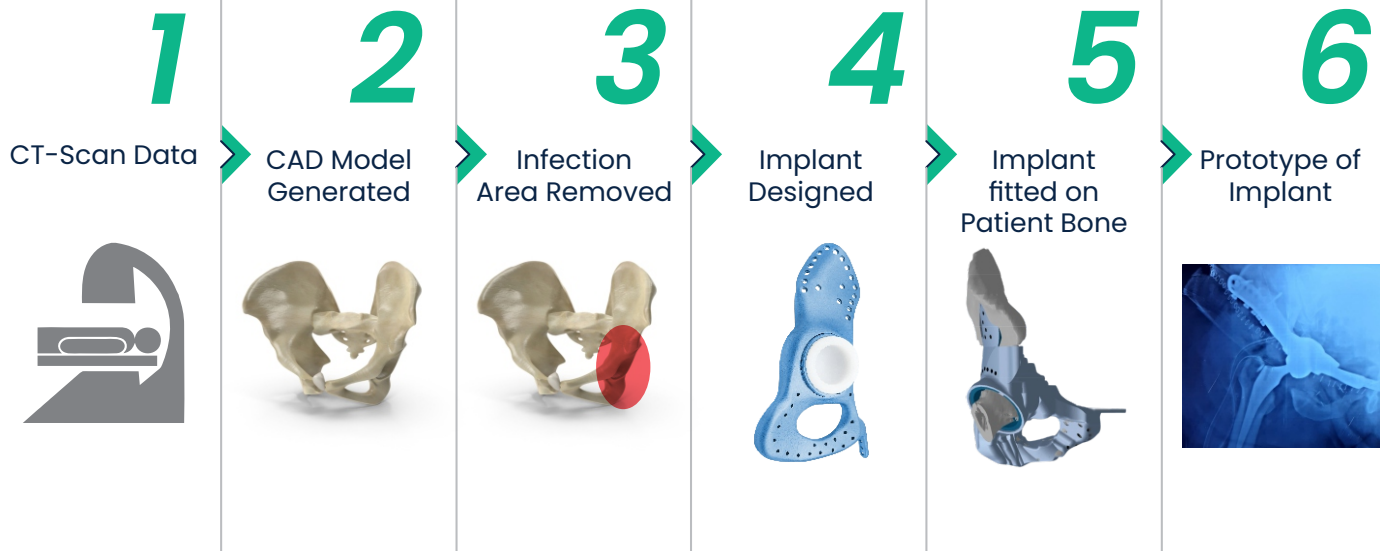 1
CT-Scan Data
2
CAD Model
Generated
3
Infection
Area Removed
4
Implant
Designed
5
Implant
fitted on
Patient Bone
6
Prototype of
Implant